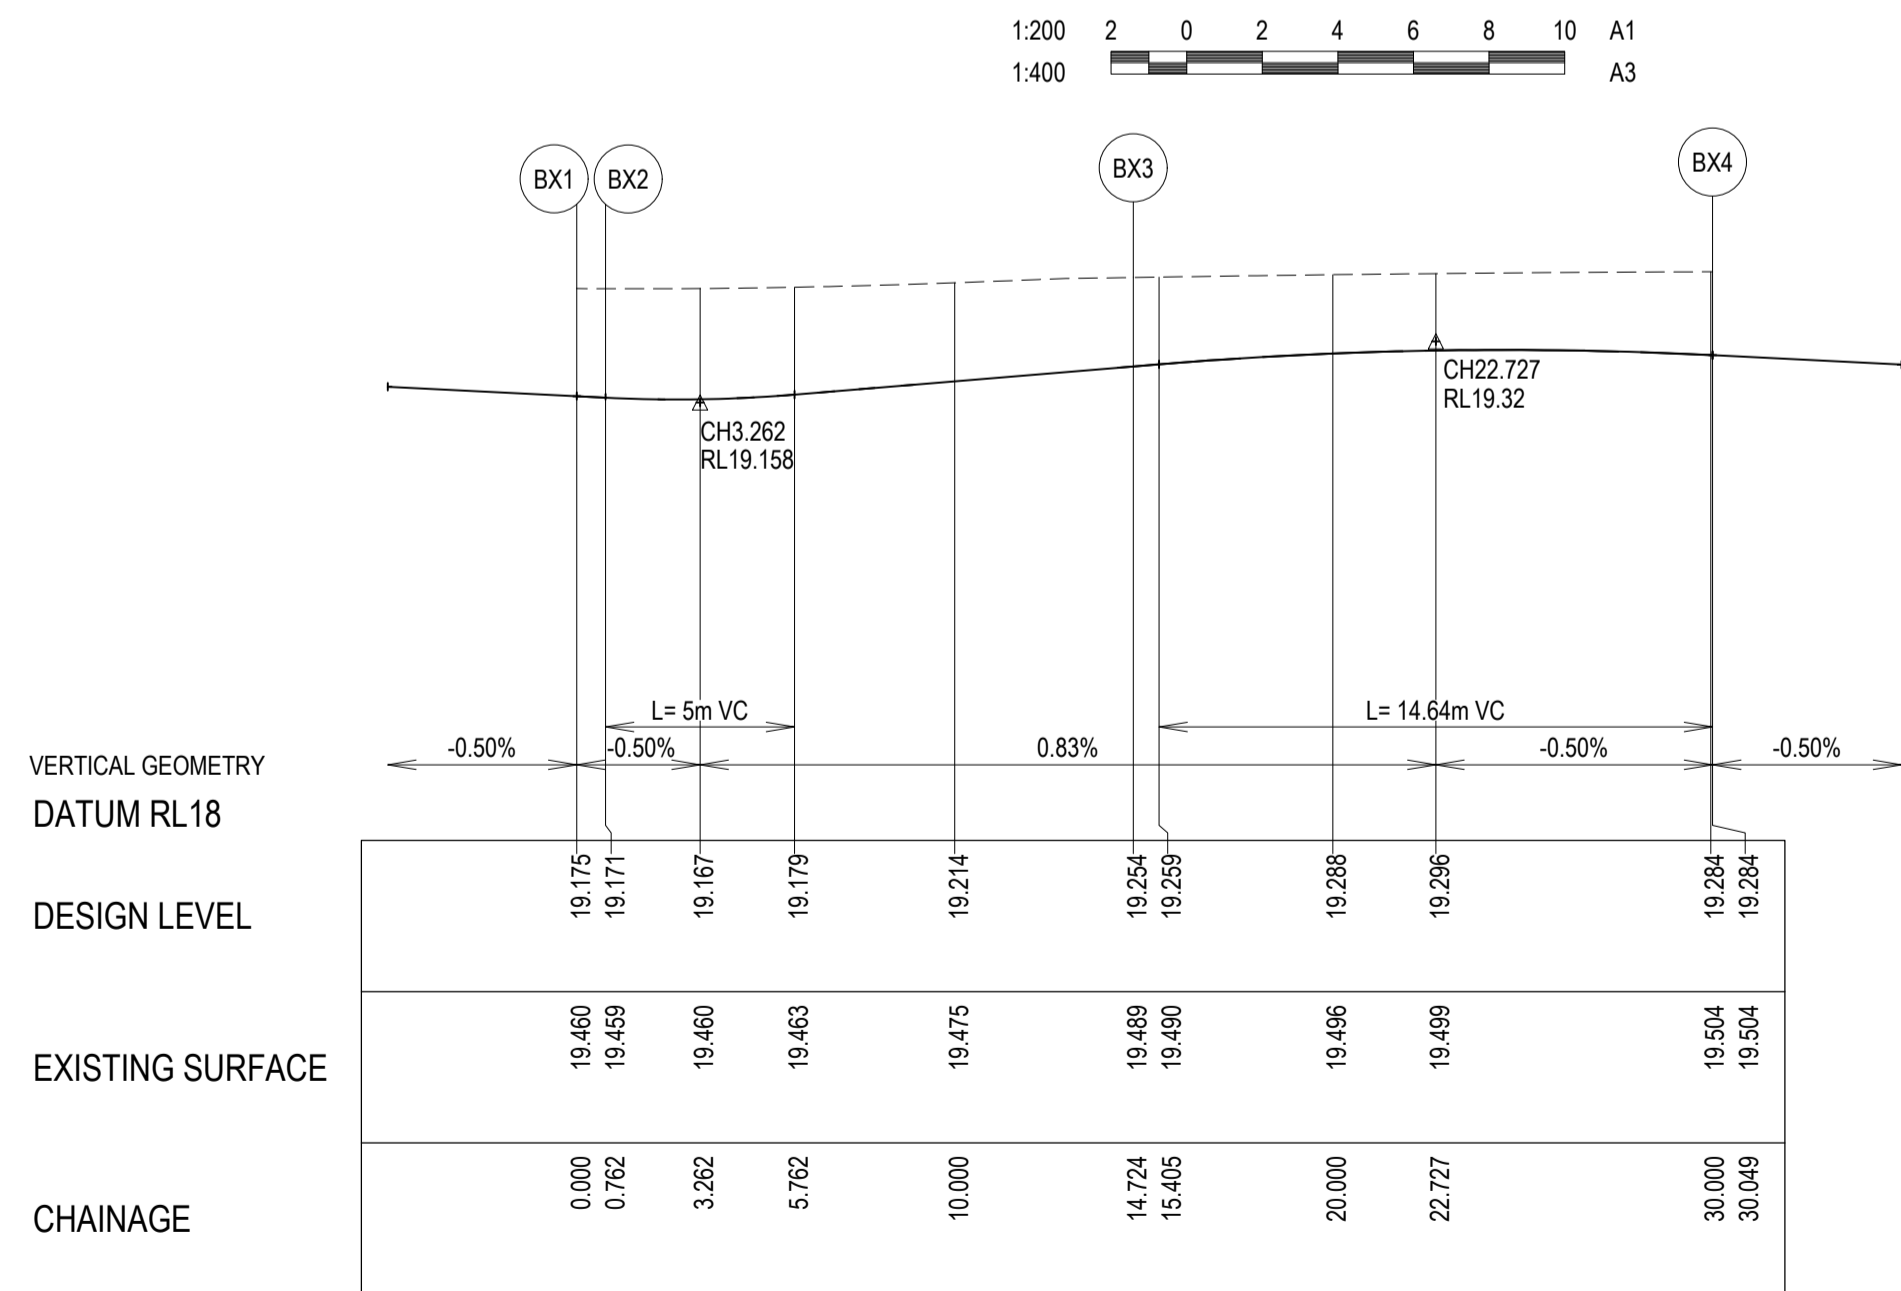 1:200 2 0 2 4 6 8 10 A1
1:400 A3
BX1 BX2 BX3 BX4
CH22.727
RL19.32
CH3.262
RL19.158
L= 5m VC L= 14.64m VC
-0.50% -0.50% 0.83% -0.50% -0.50%
VERTICAL GEOMETRY
DATUM RL18
DESIGN LEVEL 19.175 19.171 19.167 19.179 19.214 19.254 19.259 19.288 19.296 19.284 19.284
EXISTING SURFACE 19.460 19.459 19.460 19.463 19.475 19.489 19.490 19.496 19.499 19.504 19.504
CHAINAGE 0.000 0.762 3.262 5.762 10.000 14.724 15.405 20.000 22.727 30.000 30.049